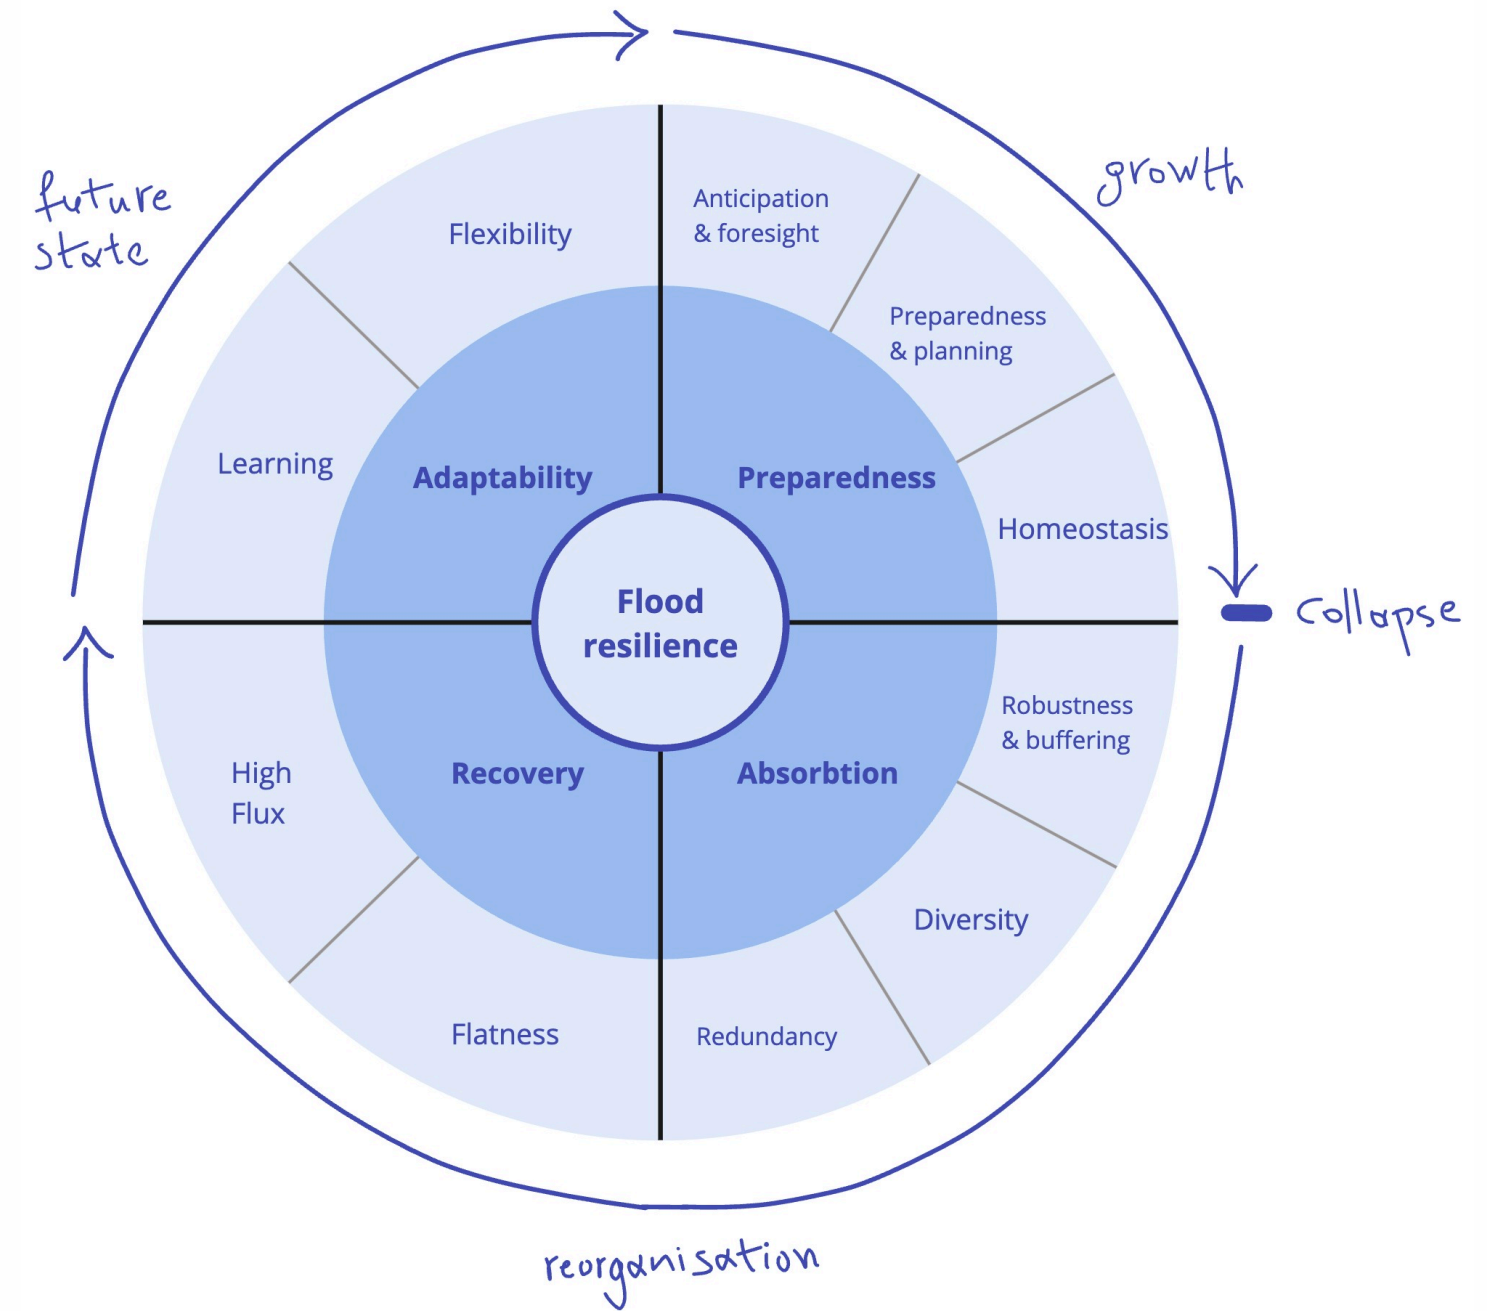 future
state
growth
Flexibility
Anticipation
& foresight
Preparedness
& planning
Learning
Adaptability
Preparedness
Homeostasis
Flood
resilience
Collapse
Robustness
& buffering
High
Flux
Recovery
Absorbtion
Diversity
Flatness
Redundancy
reorganisation